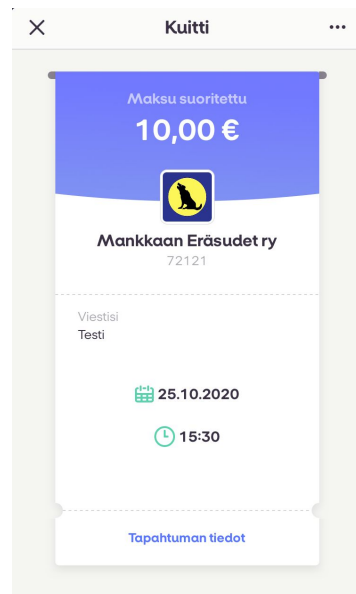 Kuitti
Maksu suoritettu
10,00 €
Mankkaan Eräsudet ry
72121
Viestisi
Testi
25.10.2020
15:30
Tapahtuman tiedot